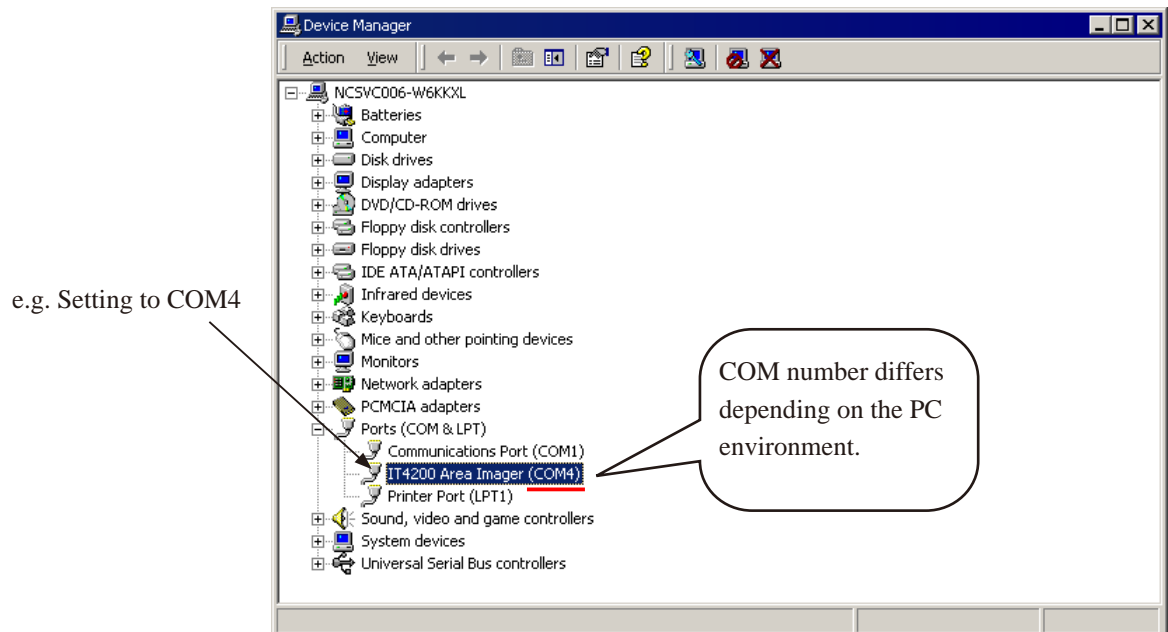 Device Manager
Action View
NCSVC006-W6KKXL
Batteries
Computer
Disk drives
Display adapters
DVD/CD-ROM drives
Floppy disk controllers
Floppy disk drives
IDE ATA/ATAPI controllers
Infrared devices
Keyboards
Mice and other pointing devices
Monitors
Network adapters
PCMCIA adapters
Ports (COM & LPT)
Communications Port (COM1)
IT4200 Area Imager (COM4)
Printer Port (LPT1)
Sound, video and game controllers
System devices
Universal Serial Bus controllers
e.g. Setting to COM4
COM number differs
depending on the PC
environment.